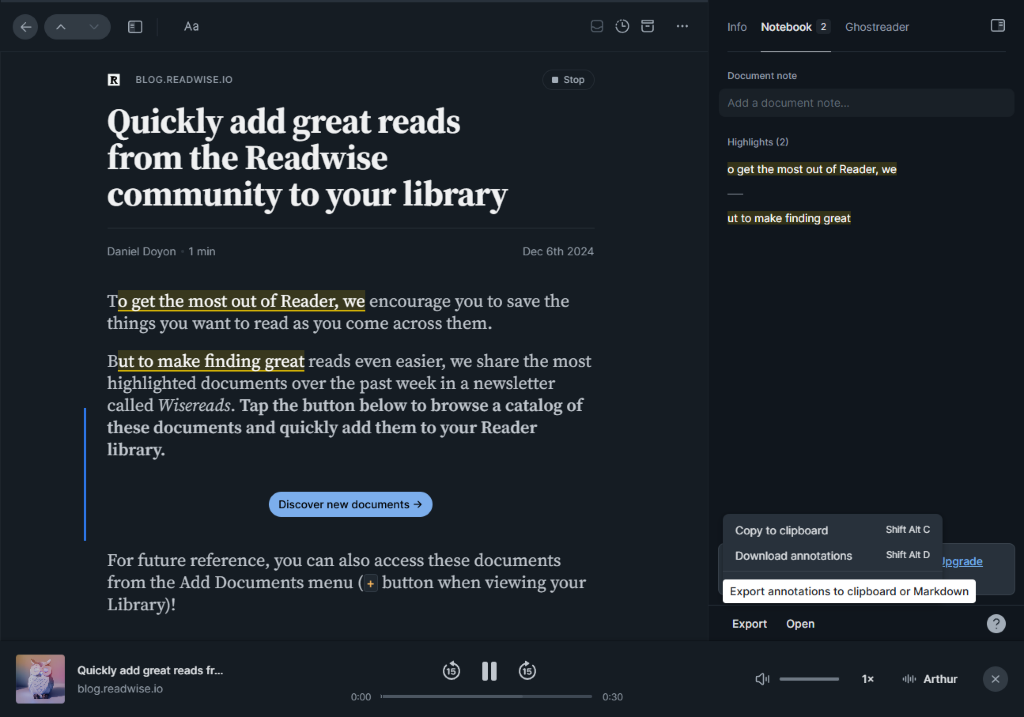 Aa
Info
Notebook 2
Ghostreader
R
BLOG.READWISE.IO
Stop
Quickly add great reads
from the Readwise
community to your library
Daniel Doyon · 1 min
Dec 6th 2024
To get the most out of Reader, we encourage you to save the
things you want to read as you come across them.
But to make finding great reads even easier, we share the most
highlighted documents over the past week in a newsletter
called Wisereads. Tap the button below to browse a catalog of
these documents and quickly add them to your Reader
library.
Discover new documents →
For future reference, you can also access these documents
from the Add Documents menu (+ button when viewing your
Library)!
Document note
Add a document note...
Highlights (2)
o get the most out of Reader, we
ut to make finding great
Copy to clipboard Shift Alt C
Download annotations Shift Alt D
Upgrade
Export annotations to clipboard or Markdown
Export
Open
?
Quickly add great reads fr...
blog.readwise.io
15
15
0:00
0:30
1×
Arthur